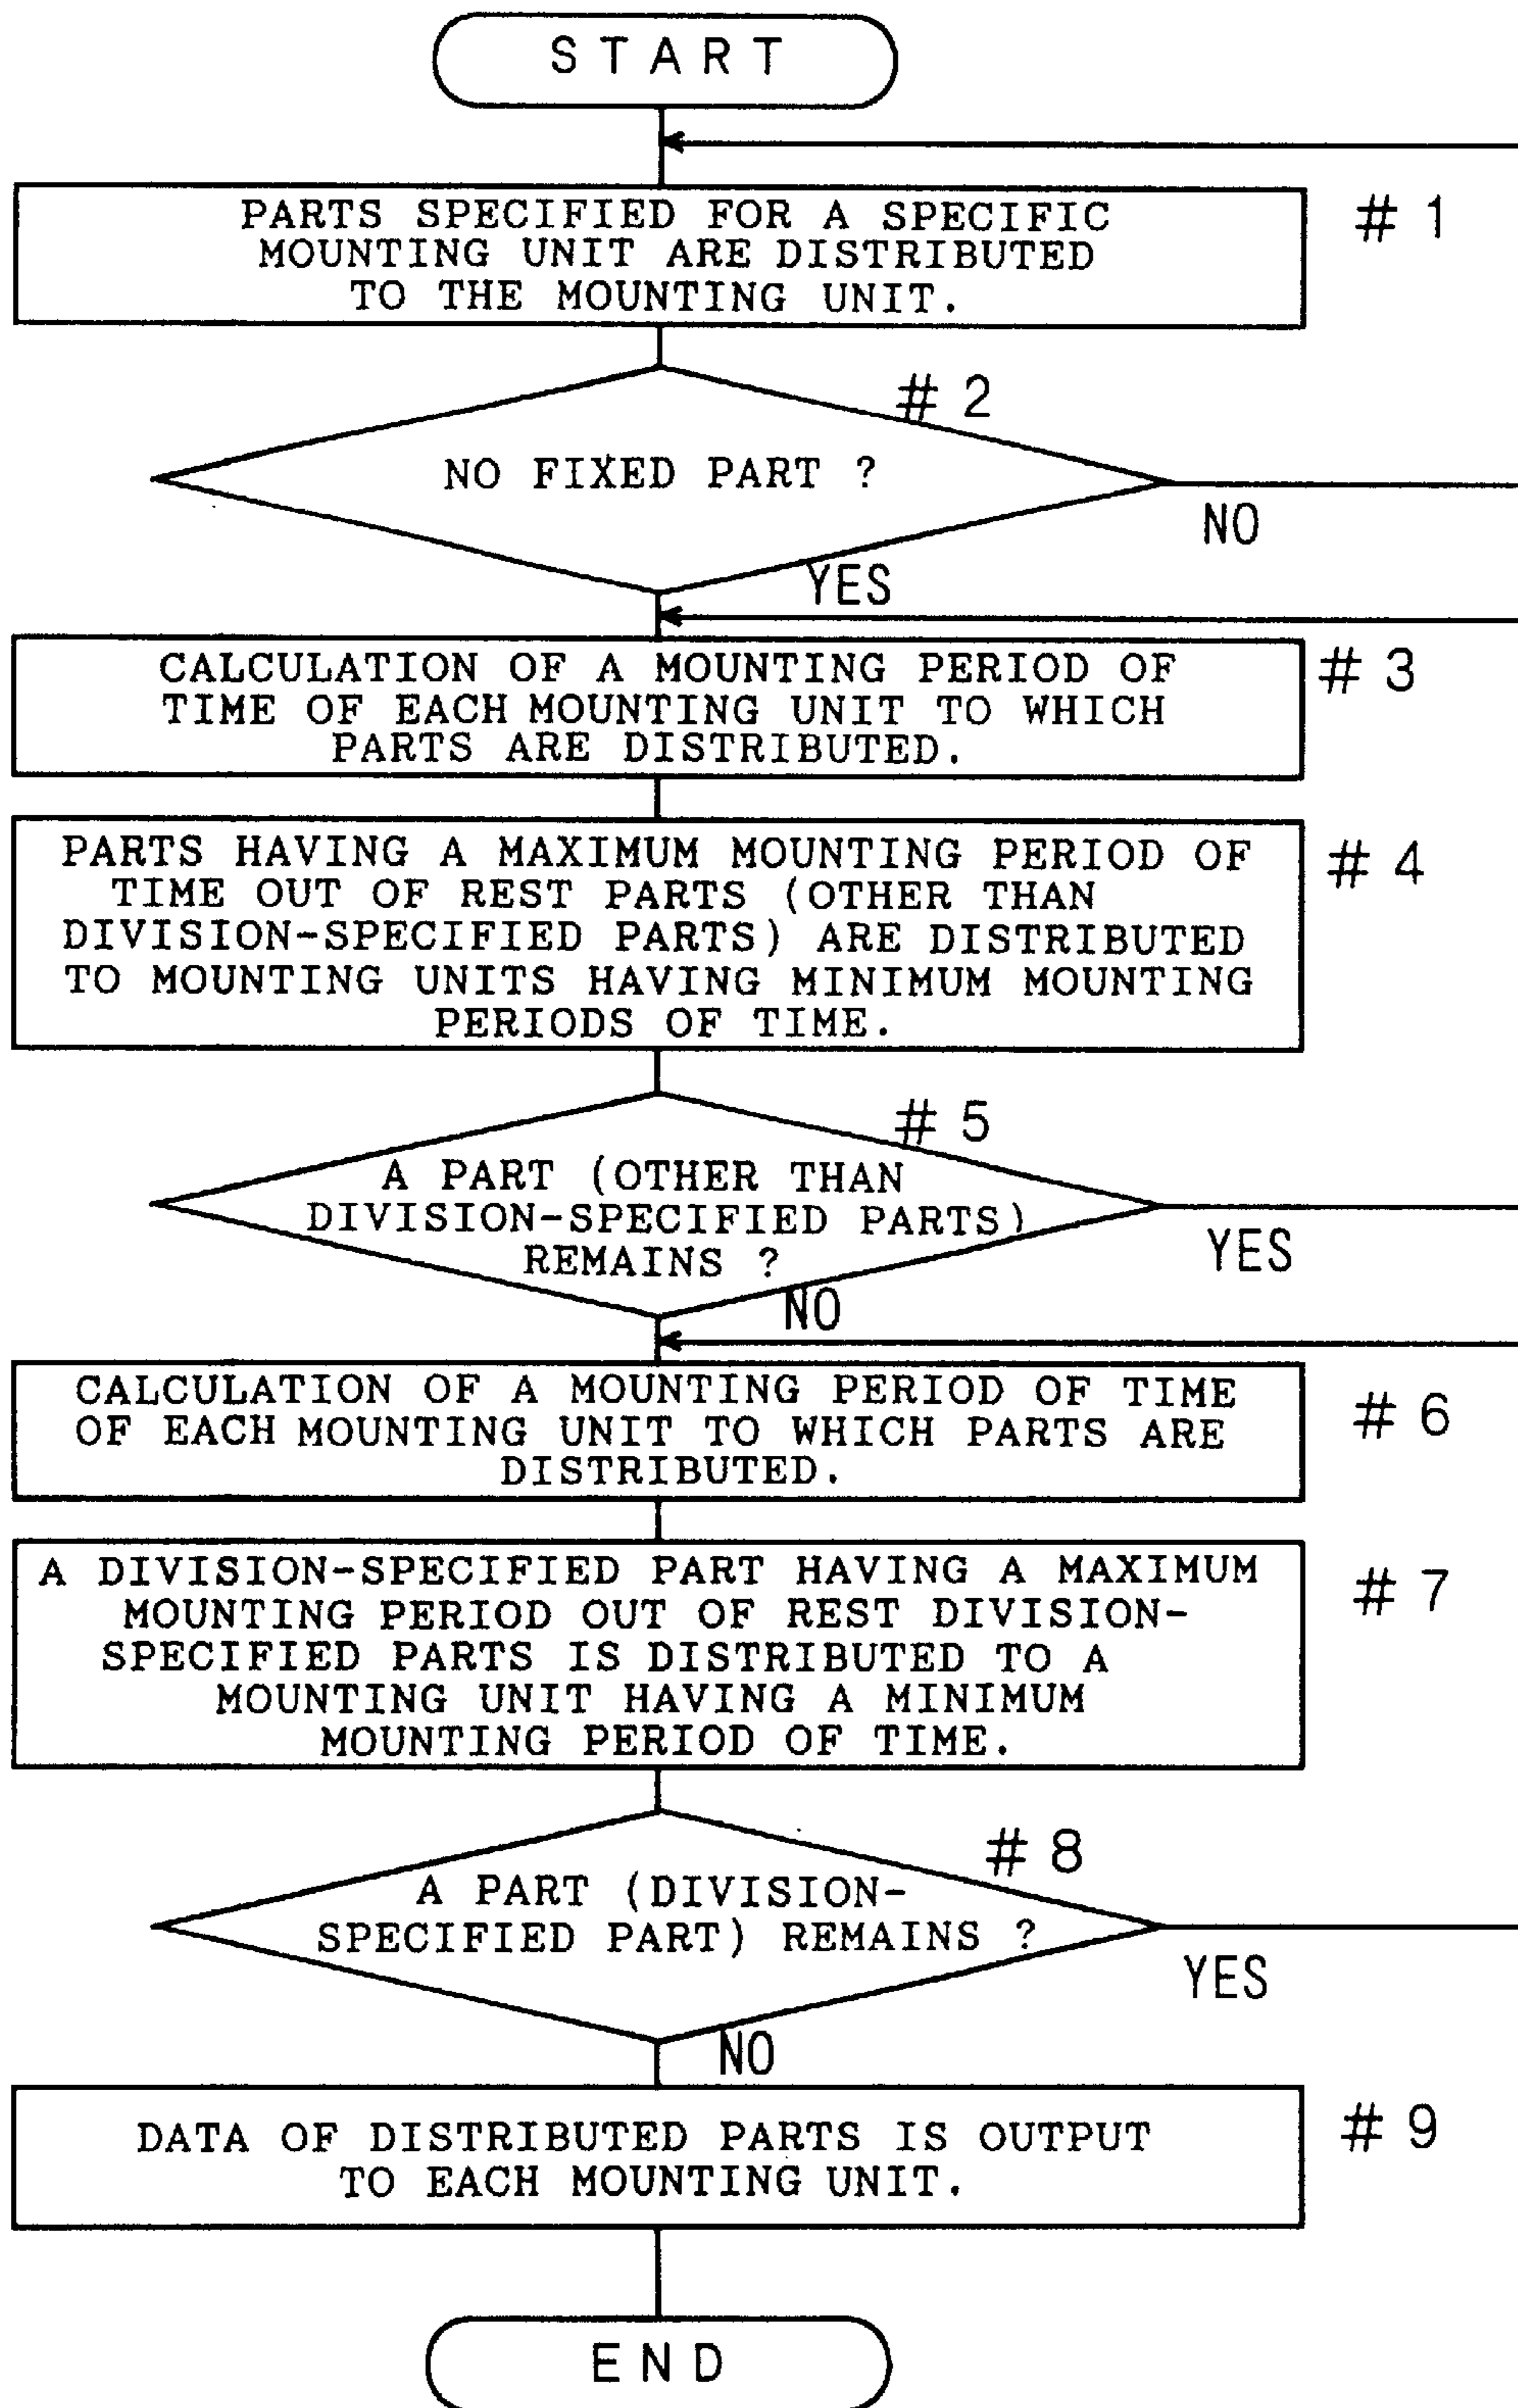 START
PARTS SPECIFIED FOR A SPECIFIC
MOUNTING UNIT ARE DISTRIBUTED
TO THE MOUNTING UNIT.
# 1
# 2
NO FIXED PART ?
NO
YES
CALCULATION OF A MOUNTING PERIOD OF
TIME OF EACH MOUNTING UNIT TO WHICH
PARTS ARE DISTRIBUTED.
# 3
PARTS HAVING A MAXIMUM MOUNTING PERIOD OF
TIME OUT OF REST PARTS (OTHER THAN
DIVISION-SPECIFIED PARTS) ARE DISTRIBUTED
TO MOUNTING UNITS HAVING MINIMUM MOUNTING
PERIODS OF TIME.
# 4
# 5
A PART (OTHER THAN
DIVISION-SPECIFIED PARTS)
REMAINS ?
YES
NO
CALCULATION OF A MOUNTING PERIOD OF TIME
OF EACH MOUNTING UNIT TO WHICH PARTS ARE
DISTRIBUTED.
# 6
A DIVISION-SPECIFIED PART HAVING A MAXIMUM
MOUNTING PERIOD OUT OF REST DIVISION-
SPECIFIED PARTS IS DISTRIBUTED TO A
MOUNTING UNIT HAVING A MINIMUM
MOUNTING PERIOD OF TIME.
# 7
# 8
A PART (DIVISION-
SPECIFIED PART) REMAINS ?
YES
NO
DATA OF DISTRIBUTED PARTS IS OUTPUT
TO EACH MOUNTING UNIT.
# 9
END